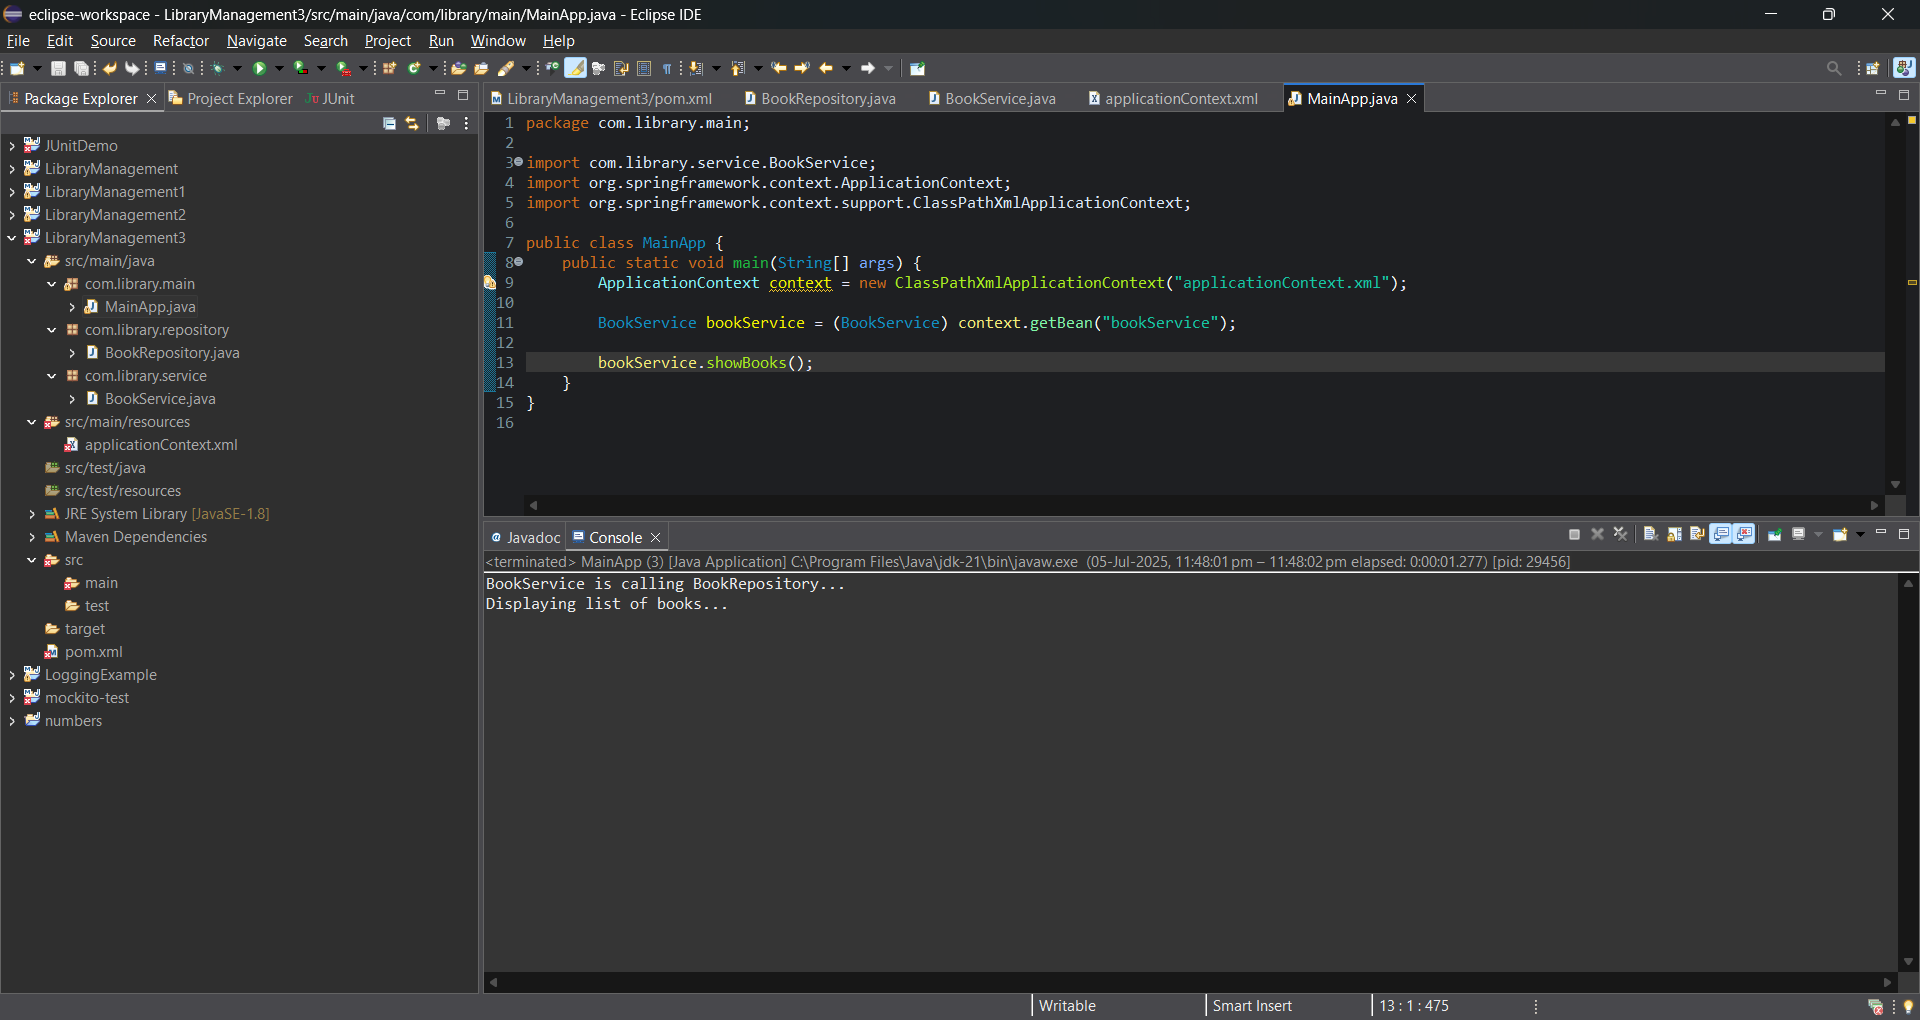 eclipse-workspace - LibraryManagement3/src/main/java/com/library/main/MainApp.java - Eclipse IDE
File Edit Source Refactor Navigate Search Project Run Window Help
Package Explorer Project Explorer JUnit
JUnitDemo
LibraryManagement
LibraryManagement1
LibraryManagement2
LibraryManagement3
src/main/java
com.library.main
MainApp.java
com.library.repository
BookRepository.java
com.library.service
BookService.java
src/main/resources
applicationContext.xml
src/test/java
src/test/resources
JRE System Library [JavaSE-1.8]
Maven Dependencies
src
main
test
target
pom.xml
LoggingExample
mockito-test
numbers
LibraryManagement3/pom.xml BookRepository.java BookService.java applicationContext.xml MainApp.java
1 package com.library.main;
2
3 import com.library.service.BookService;
4 import org.springframework.context.ApplicationContext;
5 import org.springframework.context.support.ClassPathXmlApplicationContext;
6
7 public class MainApp {
8 public static void main(String[] args) {
9 ApplicationContext context = new ClassPathXmlApplicationContext("applicationContext.xml");
10
11 BookService bookService = (BookService) context.getBean("bookService");
12
13 bookService.showBooks();
14 }
15 }
16
Javadoc Console
<terminated> MainApp (3) [Java Application] C:\Program Files\Java\jdk-21\bin\javaw.exe (05-Jul-2025, 11:48:01 pm – 11:48:02 pm elapsed: 0:00:01.277) [pid: 29456]
BookService is calling BookRepository...
Displaying list of books...
Writable Smart Insert 13 : 1 : 475